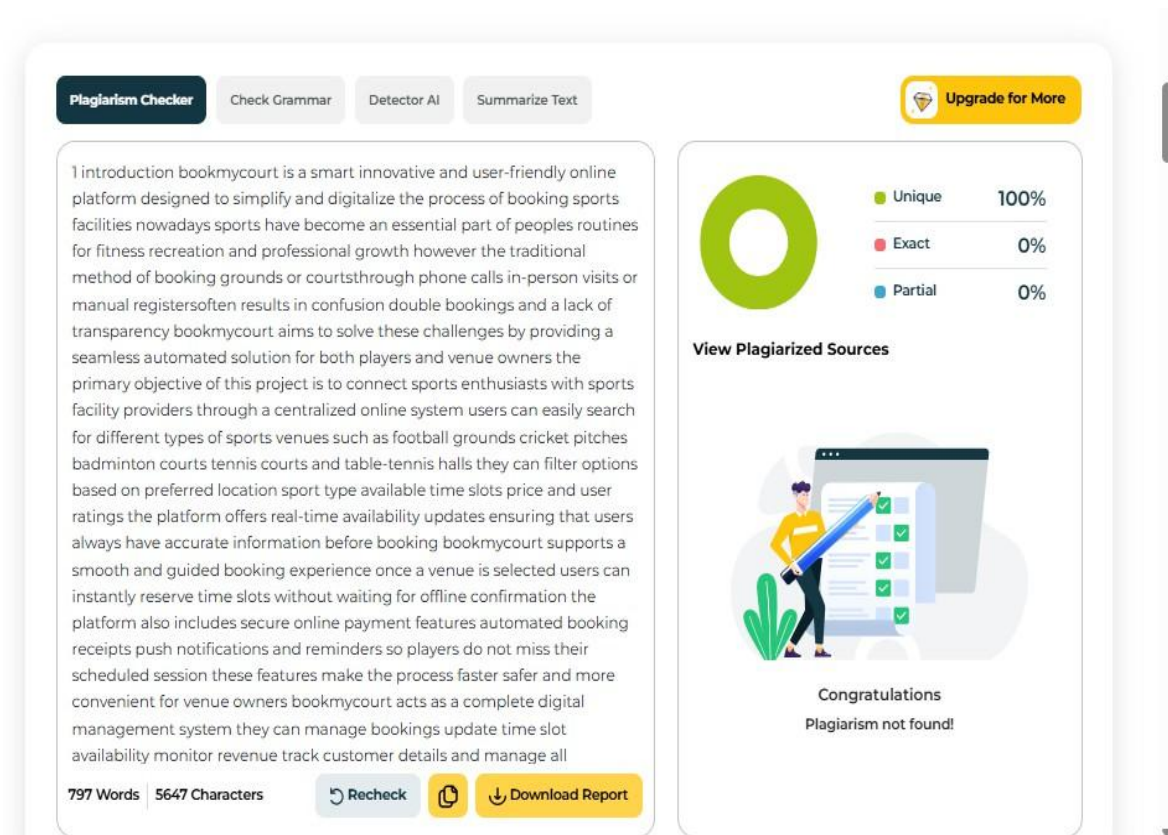 Plagiarism Checker
Check Grammar
Detector AI
Summarize Text
Upgrade for More
1 introduction bookmycourt is a smart innovative and user-friendly online
platform designed to simplify and digitalize the process of booking sports
facilities nowadays sports have become an essential part of peoples routines
for fitness recreation and professional growth however the traditional
method of booking grounds or courtsthrough phone calls in-person visits or
manual registersoften results in confusion double bookings and a lack of
transparency bookmycourt aims to solve these challenges by providing a
seamless automated solution for both players and venue owners the
primary objective of this project is to connect sports enthusiasts with sports
facility providers through a centralized online system users can easily search
for different types of sports venues such as football grounds cricket pitches
badminton courts tennis courts and table-tennis halls they can filter options
based on preferred location sport type available time slots price and user
ratings the platform offers real-time availability updates ensuring that users
always have accurate information before booking bookmycourt supports a
smooth and guided booking experience once a venue is selected users can
instantly reserve time slots without waiting for offline confirmation the
platform also includes secure online payment features automated booking
receipts push notifications and reminders so players do not miss their
scheduled session these features make the process faster safer and more
convenient for venue owners bookmycourt acts as a complete digital
management system they can manage bookings update time slot
availability monitor revenue track customer details and manage all
797 Words
5647 Characters
Recheck
Download Report
Unique 100%
Exact 0%
Partial 0%
View Plagiarized Sources
Congratulations
Plagiarism not found!